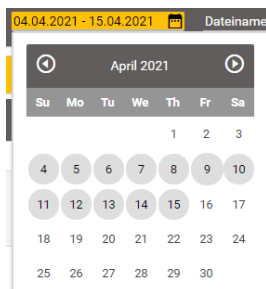 04.04.2021 - 15.04.2021 Dateiname
April 2021
Su Mo Tu We Th Fr Sa
1 2 3
4 5 6 7 8 9 10
11 12 13 14 15 16 17
18 19 20 21 22 23 24
25 26 27 28 29 30